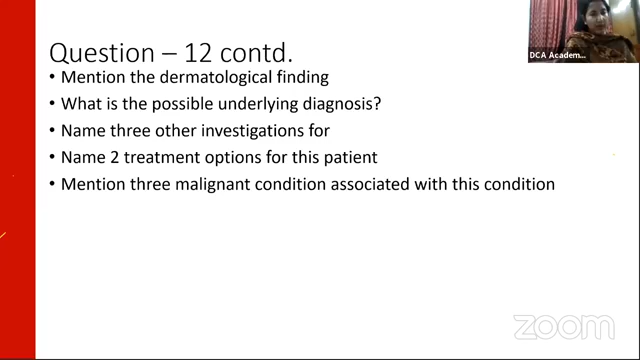 DCA Academ...
Question – 12 contd.
• Mention the dermatological finding
• What is the possible underlying diagnosis?
• Name three other investigations for
• Name 2 treatment options for this patient
• Mention three malignant condition associated with this condition
zoom